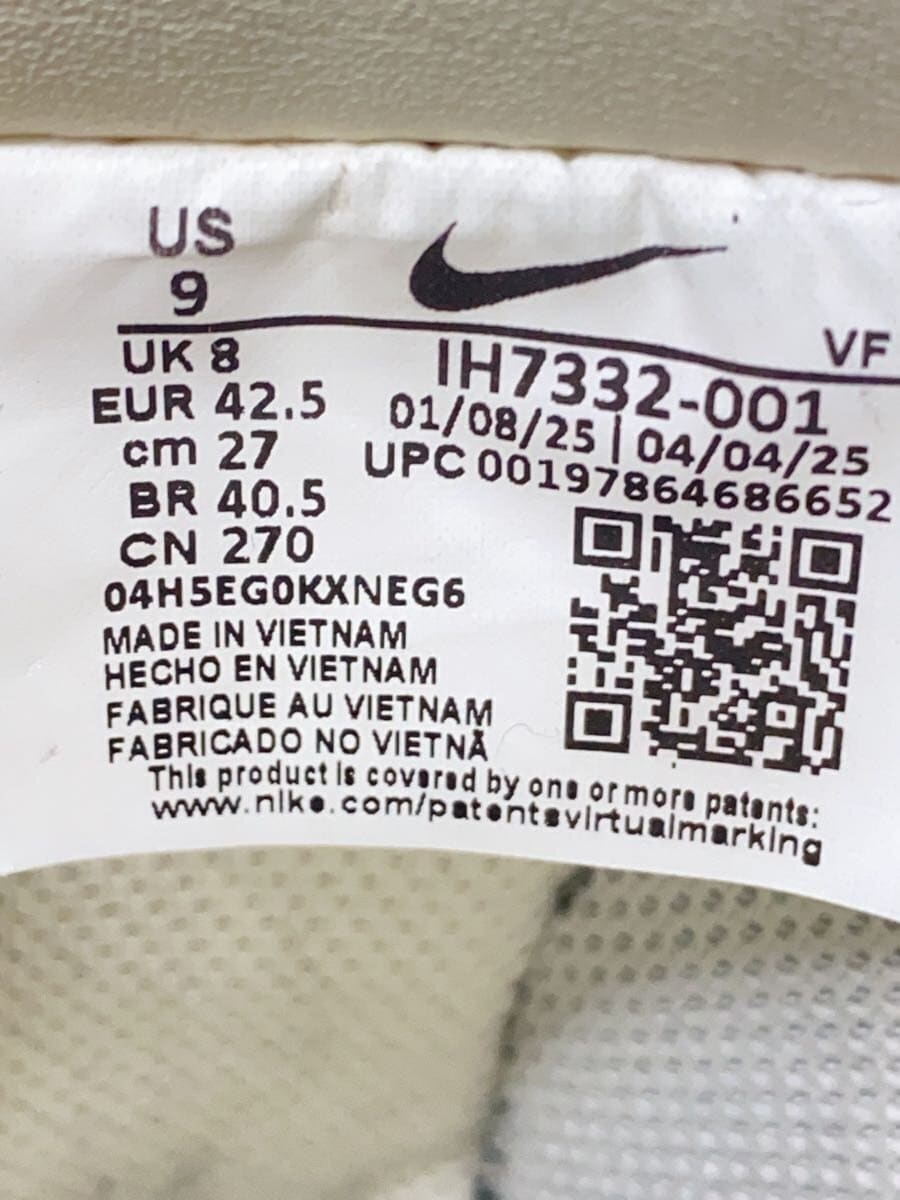 US
9
VF
UK 8
EUR 42.5
cm 27
BR 40.5
CN 270
IH7332-001
01/08/25 | 04/04/25
UPC 00197864686652
04H5EG0KXNEG6
MADE IN VIETNAM
HECHO EN VIETNAM
FABRIQUE AU VIETNAM
FABRICADO NO VIETNÃ
This product is covered by one or more patents:
www.nike.com/patentsvirtualmarking